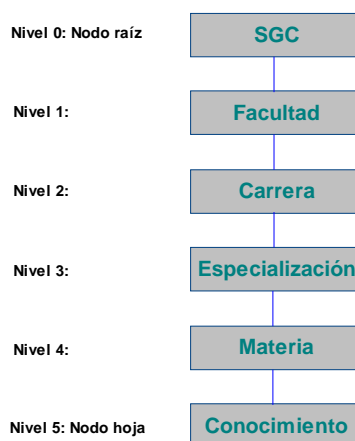 Nivel 0: Nodo raíz SGC
Nivel 1: Facultad
Nivel 2: Carrera
Nivel 3: Especialización
Nivel 4: Materia
Nivel 5: Nodo hoja Conocimiento